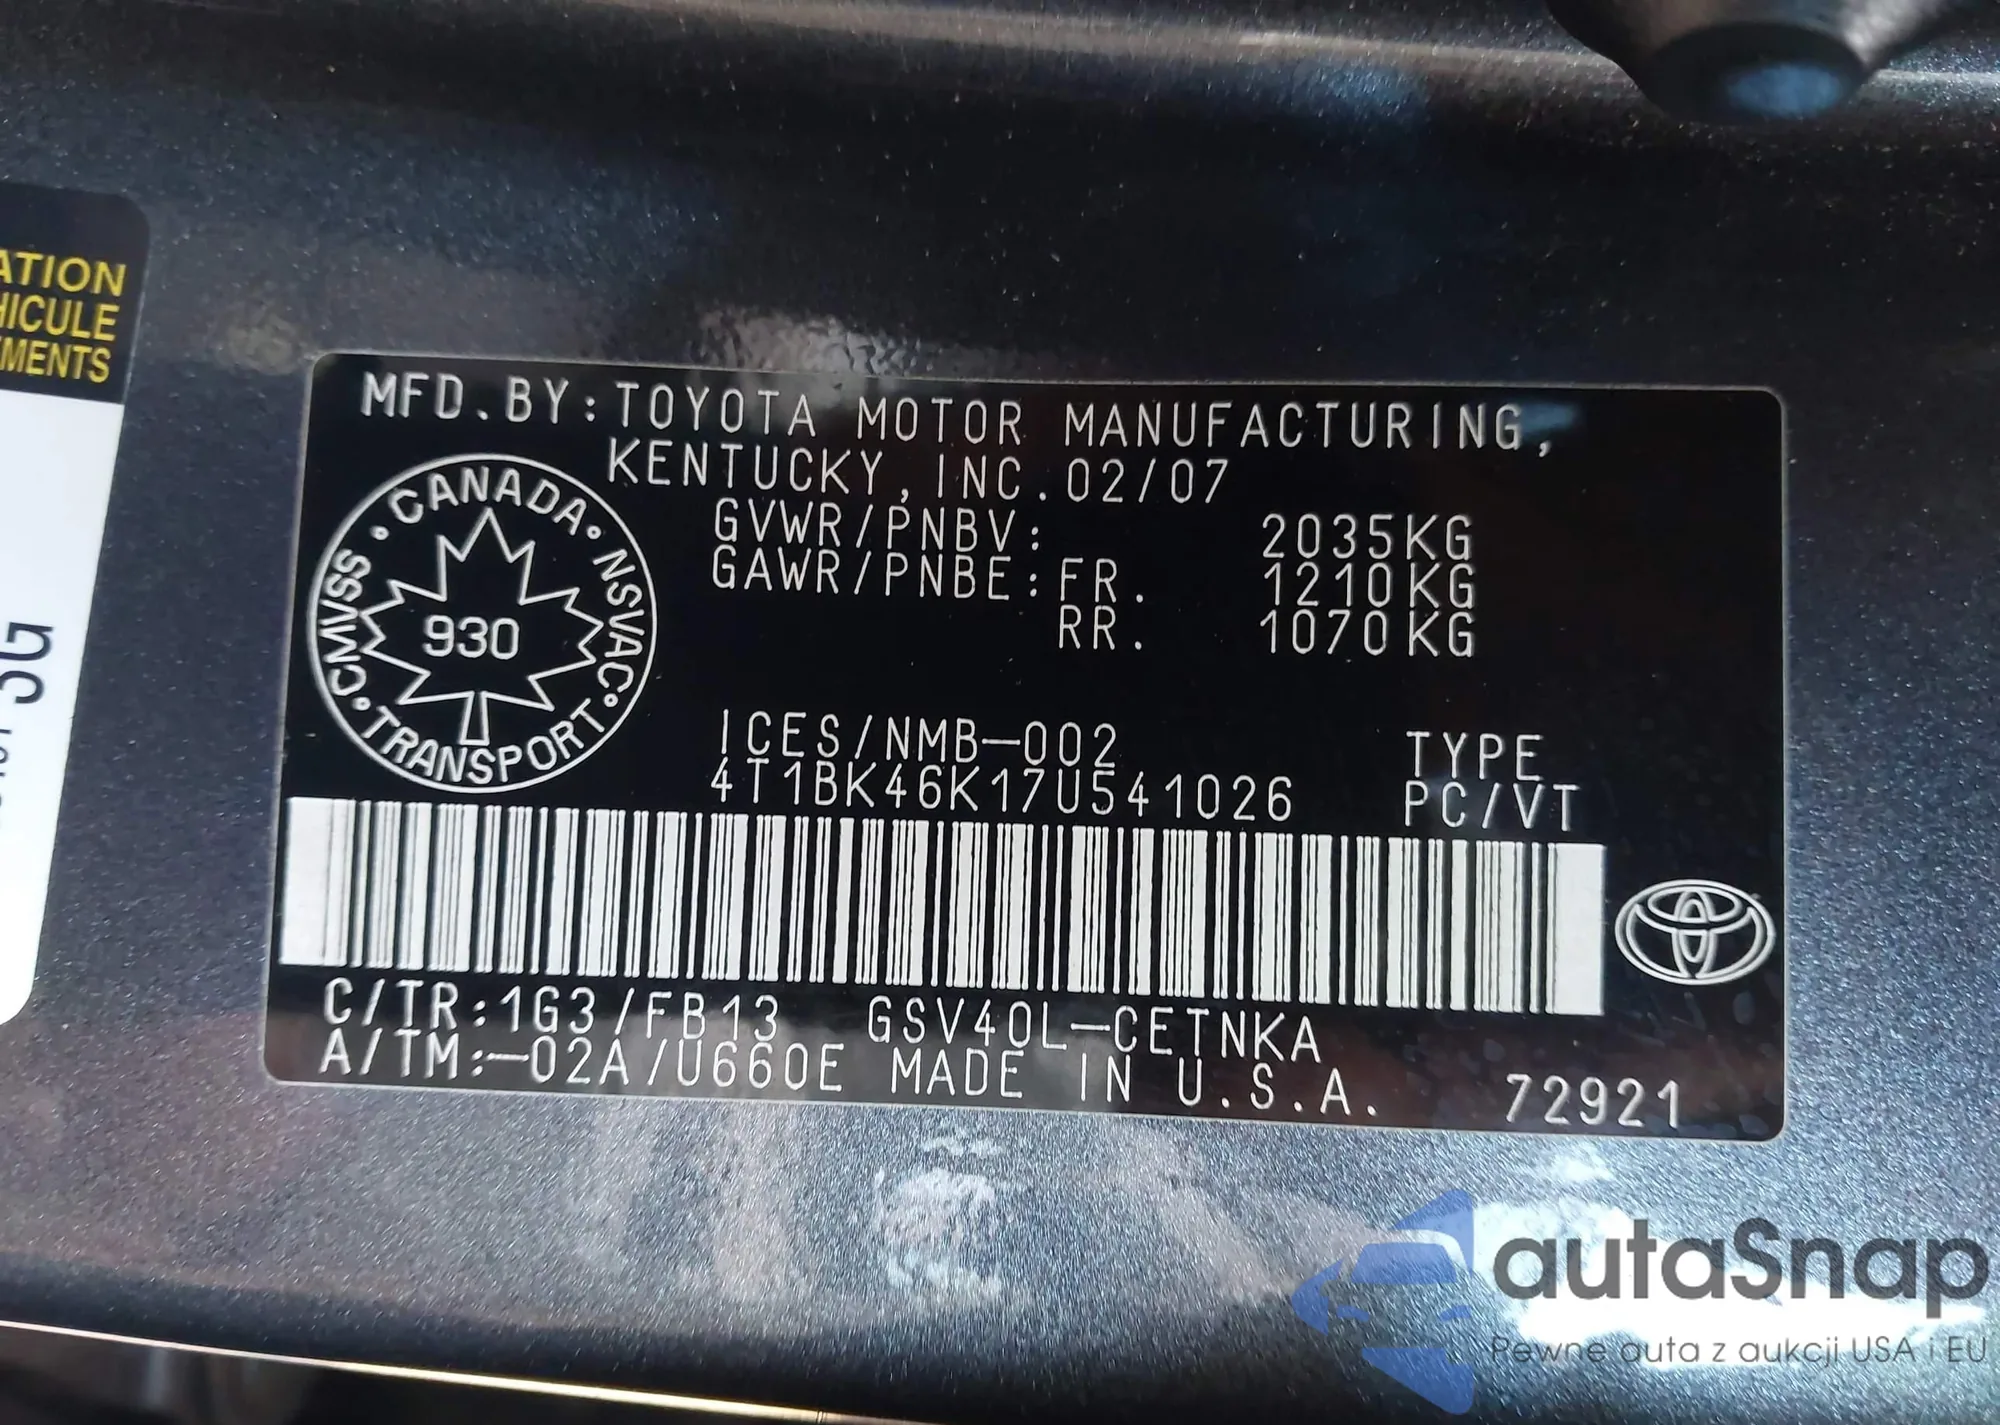 ATION
HICULE
EMENTS
MFD.BY:TOYOTA MOTOR MANUFACTURING,
KENTUCKY,INC.02/07
GVWR/PNBV: 2035KG
GAWR/PNBE:FR. 1210KG
RR. 1070KG
CANADA
NSVAC
TRANSPORT
CMVSS
930
ICES/NMB-002 TYPE
4T1BK46K17U541026 PC/VT
C/TR:1G3/FB13 GSV40L-CETNKA
A/TM:-02A/U660E MADE IN U.S.A. 72921
autaSnap
Pewne auta z aukcji USA i EU